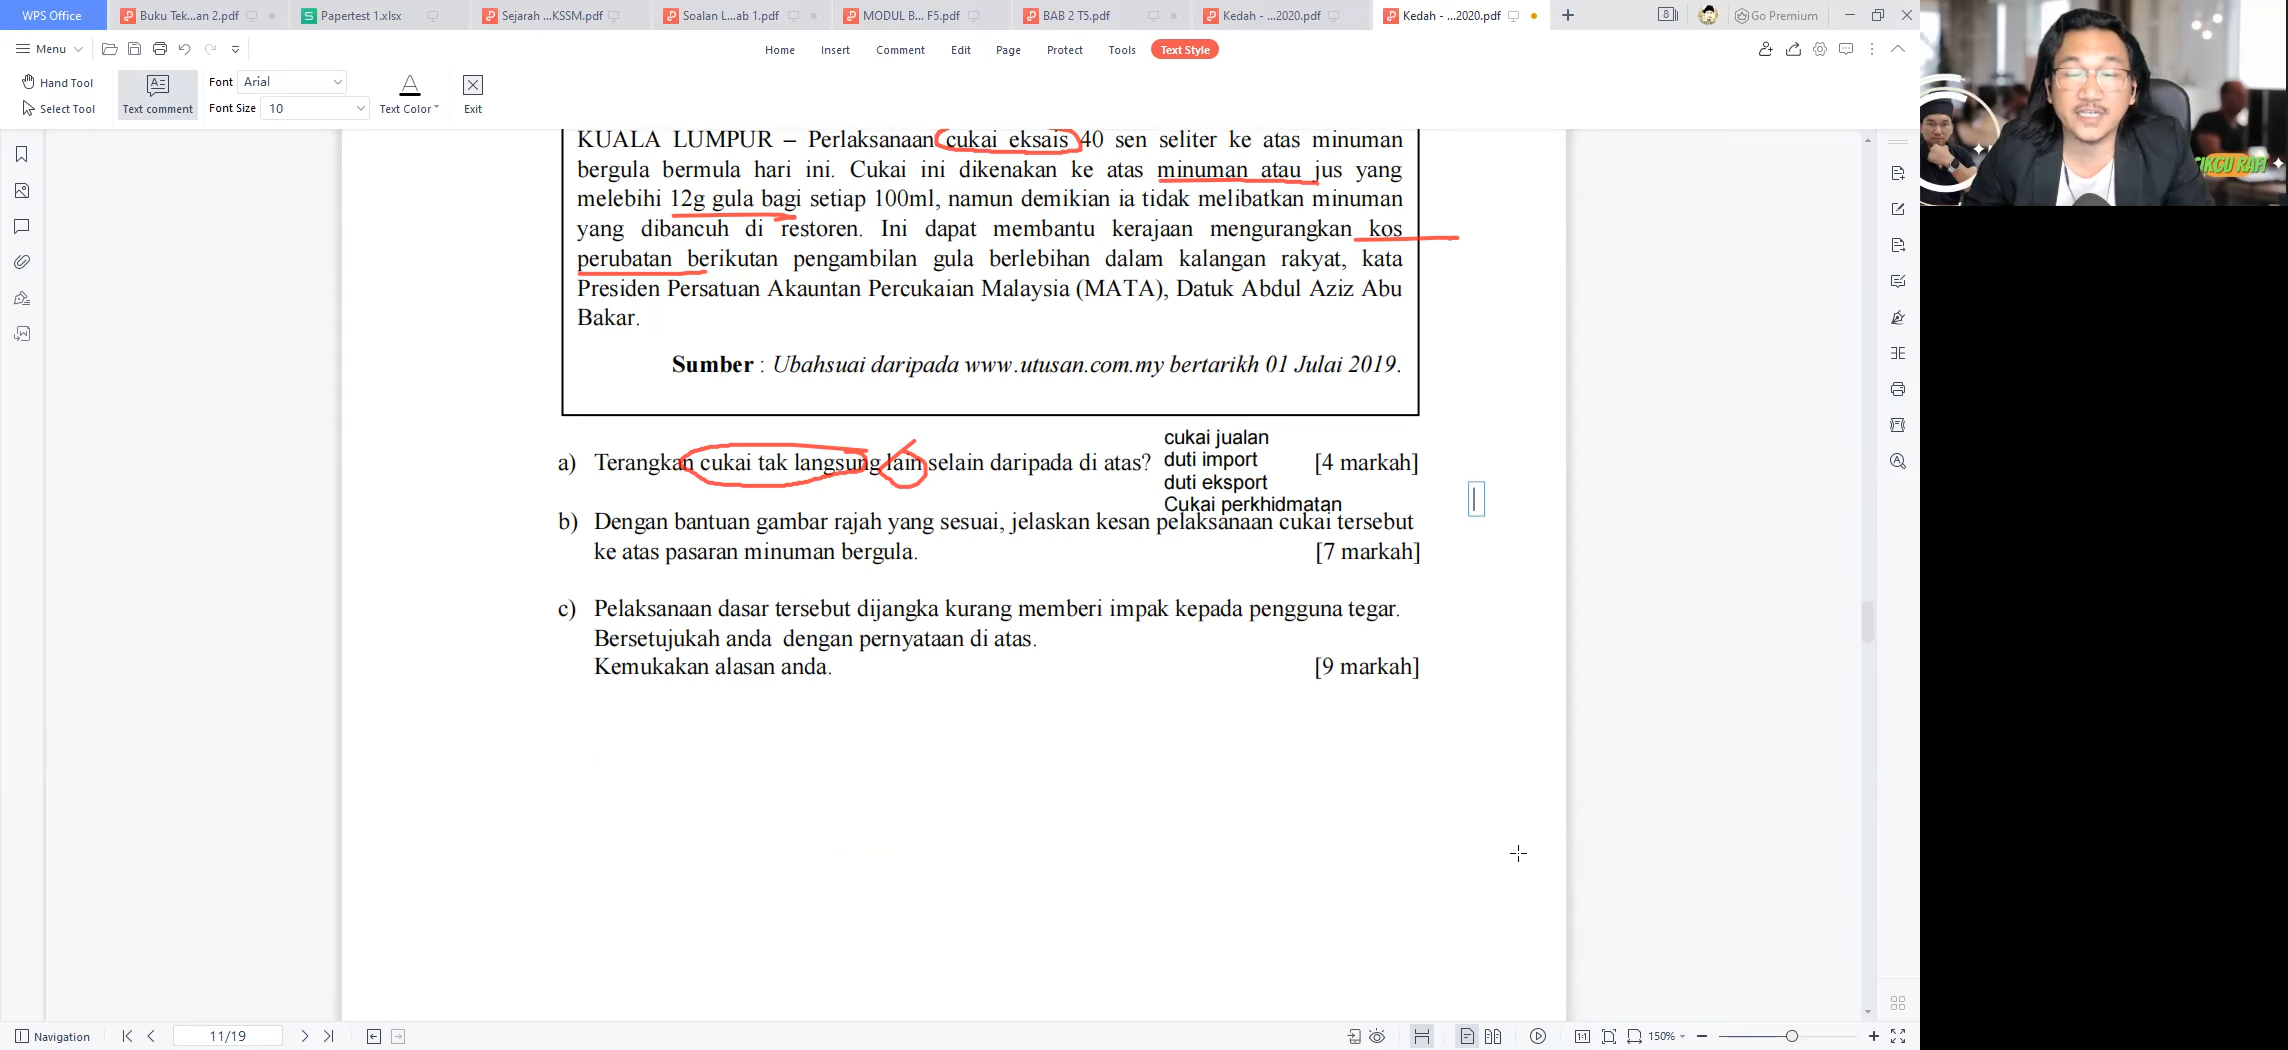 WPS Office
Buku Tek...an 2.pdf
Papertest 1.xlsx
Sejarah ...KSSM.pdf
Soalan L...ab 1.pdf
MODUL B... F5.pdf
BAB 2 T5.pdf
Kedah - ...2020.pdf
Kedah - ...2020.pdf
Go Premium
Menu
Home
Insert
Comment
Edit
Page
Protect
Tools
Text Style
Hand Tool
Select Tool
Text comment
Font Arial
Font Size 10
Text Color
Exit
KUALA LUMPUR – Perlaksanaan cukai eksais 40 sen seliter ke atas minuman
bergula bermula hari ini. Cukai ini dikenakan ke atas minuman atau jus yang
melebihi 12g gula bagi setiap 100ml, namun demikian ia tidak melibatkan minuman
yang dibancuh di restoren. Ini dapat membantu kerajaan mengurangkan kos
perubatan berikutan pengambilan gula berlebihan dalam kalangan rakyat, kata
Presiden Persatuan Akauntan Percukaian Malaysia (MATA), Datuk Abdul Aziz Abu
Bakar.
Sumber : Ubahsuai daripada www.utusan.com.my bertarikh 01 Julai 2019.
a) Terangkan cukai tak langsung lain selain daripada di atas? [4 markah]
cukai jualan
duti import
duti eksport
Cukai perkhidmatan
b) Dengan bantuan gambar rajah yang sesuai, jelaskan kesan pelaksanaan cukai tersebut
ke atas pasaran minuman bergula. [7 markah]
c) Pelaksanaan dasar tersebut dijangka kurang memberi impak kepada pengguna tegar.
Bersetujukah anda dengan pernyataan di atas.
Kemukakan alasan anda. [9 markah]
IKGU RAFI
Navigation
11/19
150%